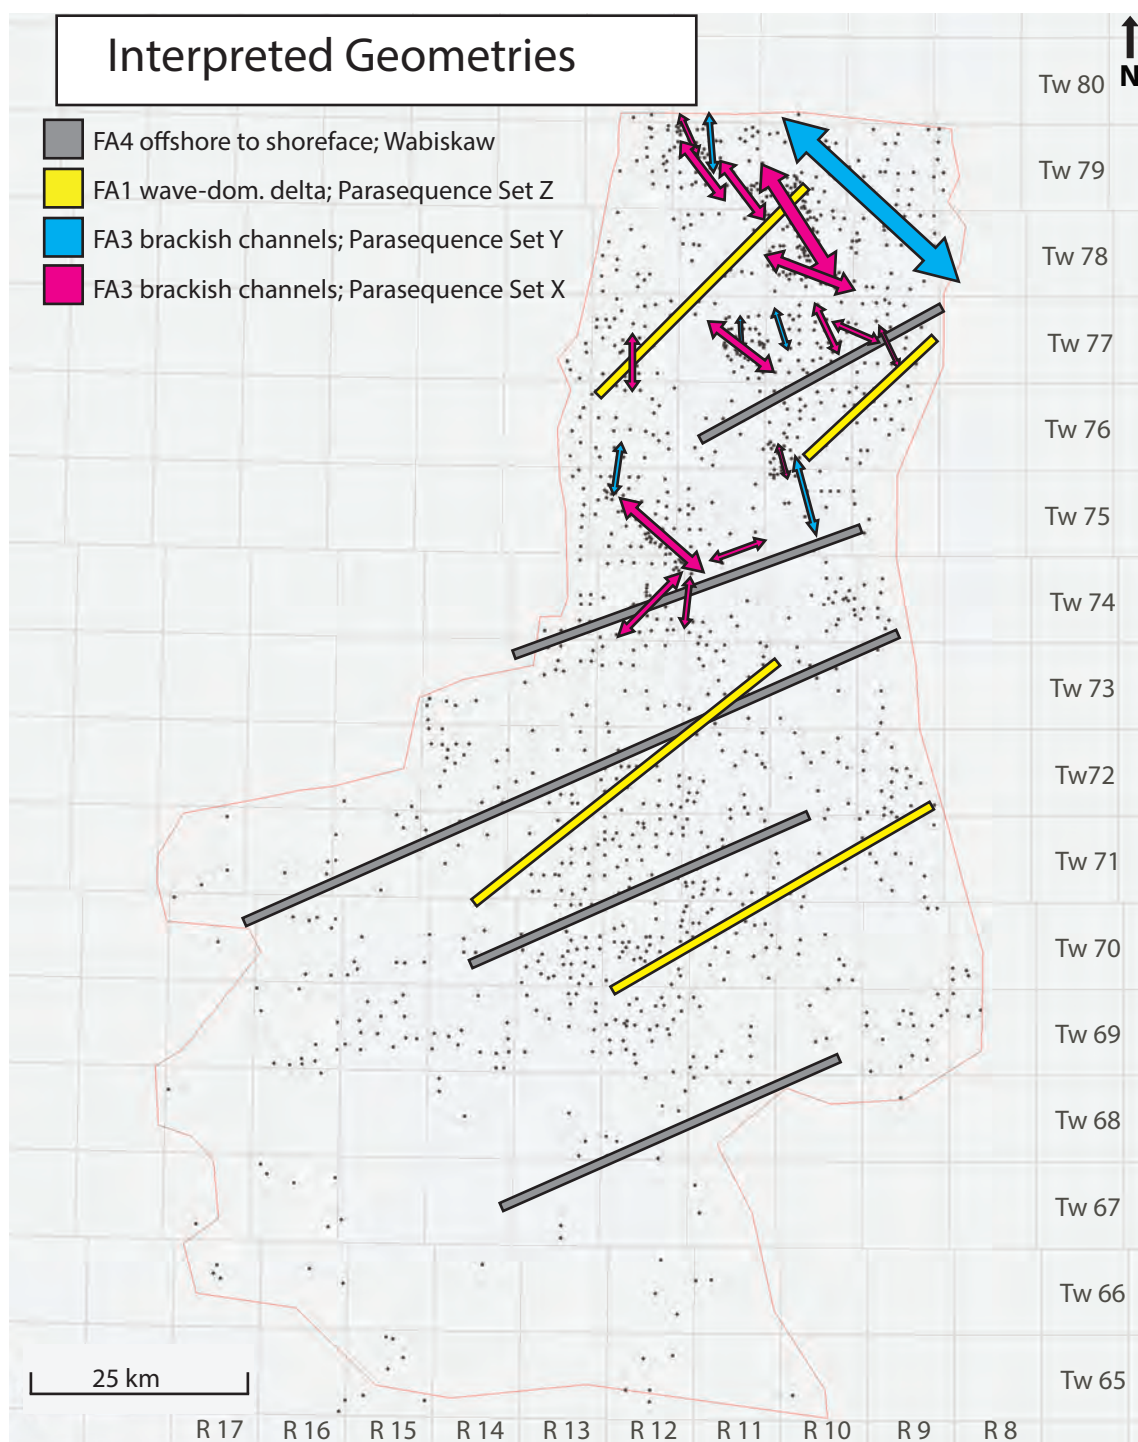 Interpreted Geometries
N
FA4 offshore to shoreface; Wabiskaw
FA1 wave-dom. delta; Parasequence Set Z
FA3 brackish channels; Parasequence Set Y
FA3 brackish channels; Parasequence Set X
Tw 80
Tw 79
Tw 78
Tw 77
Tw 76
Tw 75
Tw 74
Tw 73
Tw72
Tw 71
Tw 70
Tw 69
Tw 68
Tw 67
Tw 66
Tw 65
25 km
R 17 R 16 R 15 R 14 R 13 R 12 R 11 R 10 R 9 R 8